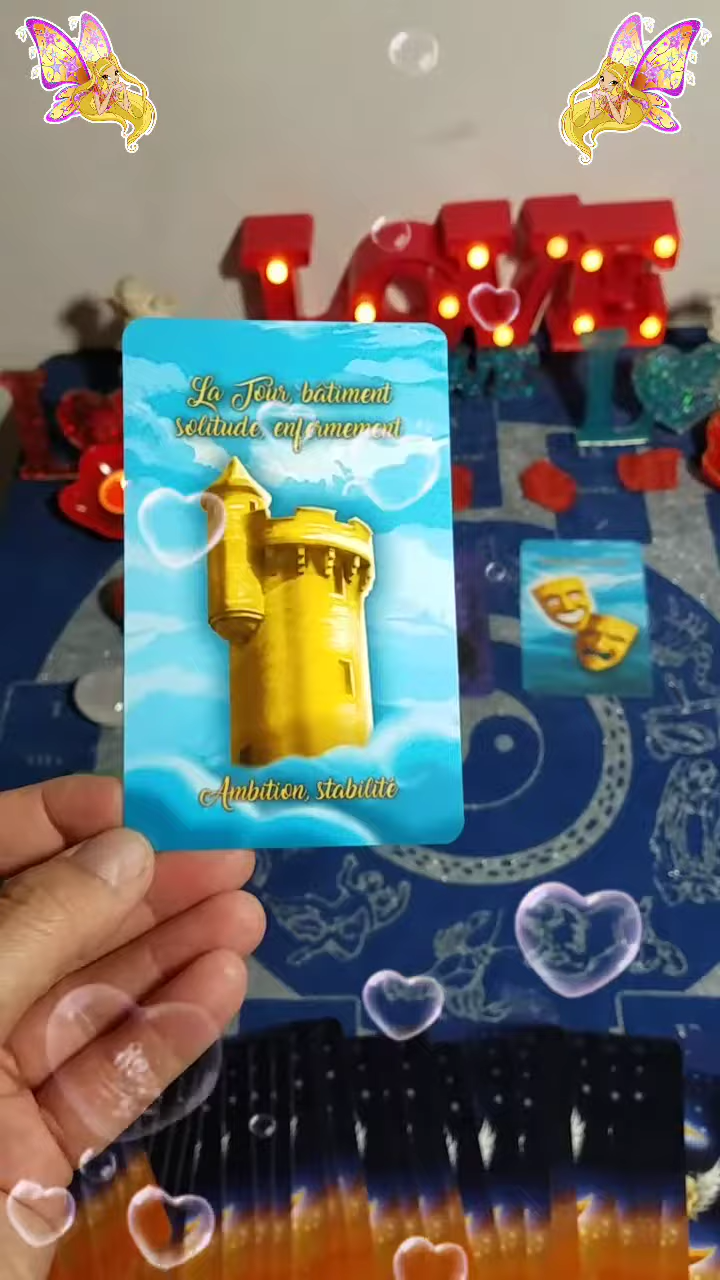 LOVE
La Tour, bâtiment
solitude, enfermement
L
Ambition, stabilité